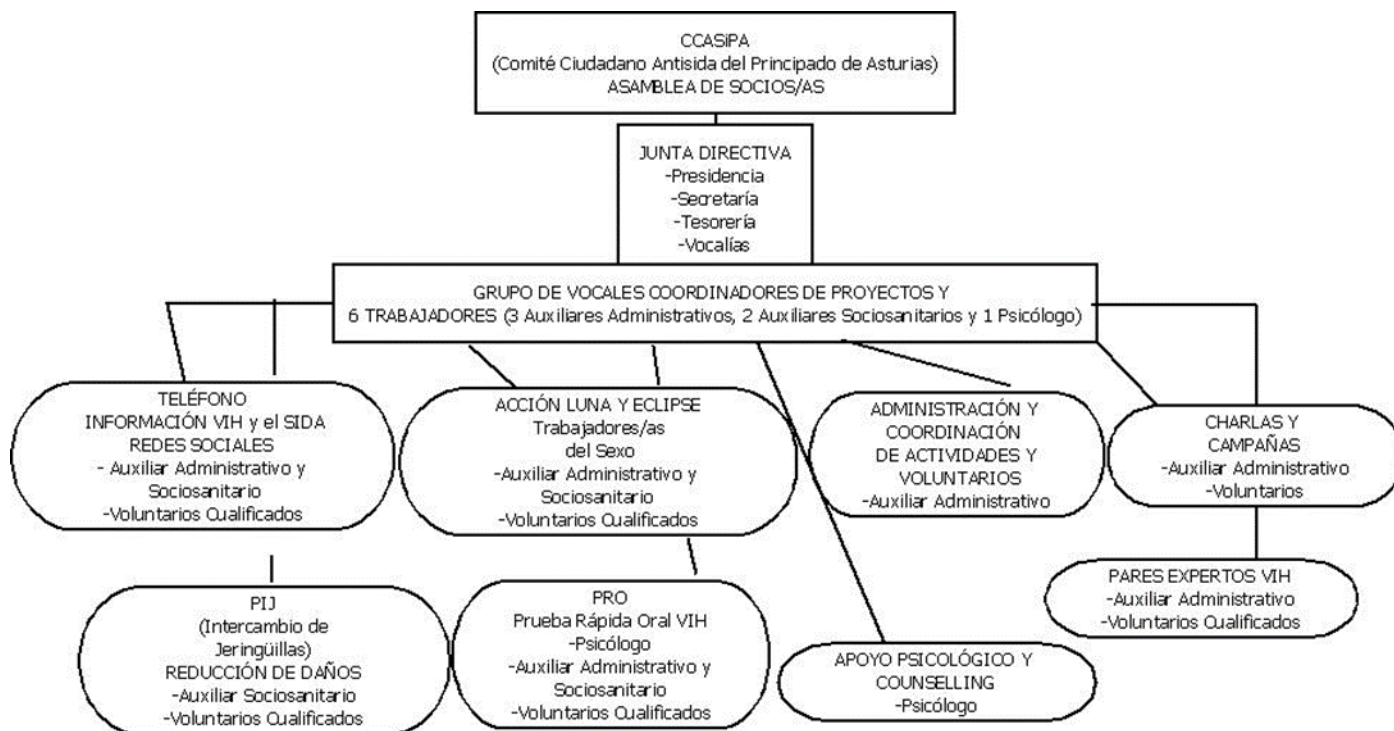 CCASiPA
(Comité Ciudadano Antisida del Principado de Asturias)
ASAMBLEA DE SOCIOS/AS
JUNTA DIRECTIVA
-Presidencia
-Secretaría
-Tesorería
-Vocalías
GRUPO DE VOCALES COORDINADORES DE PROYECTOS Y
6 TRABAJADORES (3 Auxiliares Administrativos, 2 Auxiliares Sociosanitarios y 1 Psicólogo)
TELÉFONO
INFORMACIÓN VIH y el SIDA
REDES SOCIALES
- Auxiliar Administrativo y
Sociosanitario
-Voluntarios Cualificados
ACCIÓN LUNA Y ECLIPSE
Trabajadores/as
del Sexo
-Auxiliar Administrativo y
Sociosanitario
-Voluntarios Cualificados
ADMINISTRACIÓN Y
COORDINACIÓN
DE ACTIVIDADES Y
VOLUNTARIOS
-Auxiliar Administrativo
CHARLAS Y
CAMPAÑAS
-Auxiliar Administrativo
-Voluntarios
PIJ
(Intercambio de
Jeringüillas)
REDUCCIÓN DE DAÑOS
-Auxiliar Sociosanitario
-Voluntarios Cualificados
PRO
Prueba Rápida Oral VIH
-Psicólogo
-Auxiliar Administrativo y
Sociosanitario
-Voluntarios Cualificados
APOYO PSICOLÓGICO Y
COUNSELLING
-Psicólogo
PARES EXPERTOS VIH
-Auxiliar Administrativo
-Voluntarios Cualificados